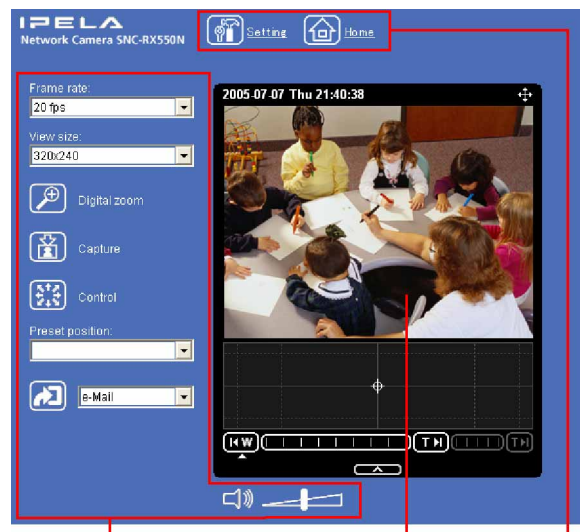 IPELA
Network Camera SNC-RX550N
Setting
Home
Frame rate:
20 fps
View size:
320x240
Digital zoom
Capture
Control
Preset position:
e-Mail
2005-07-07 Thu 21:40:38
W
T
T